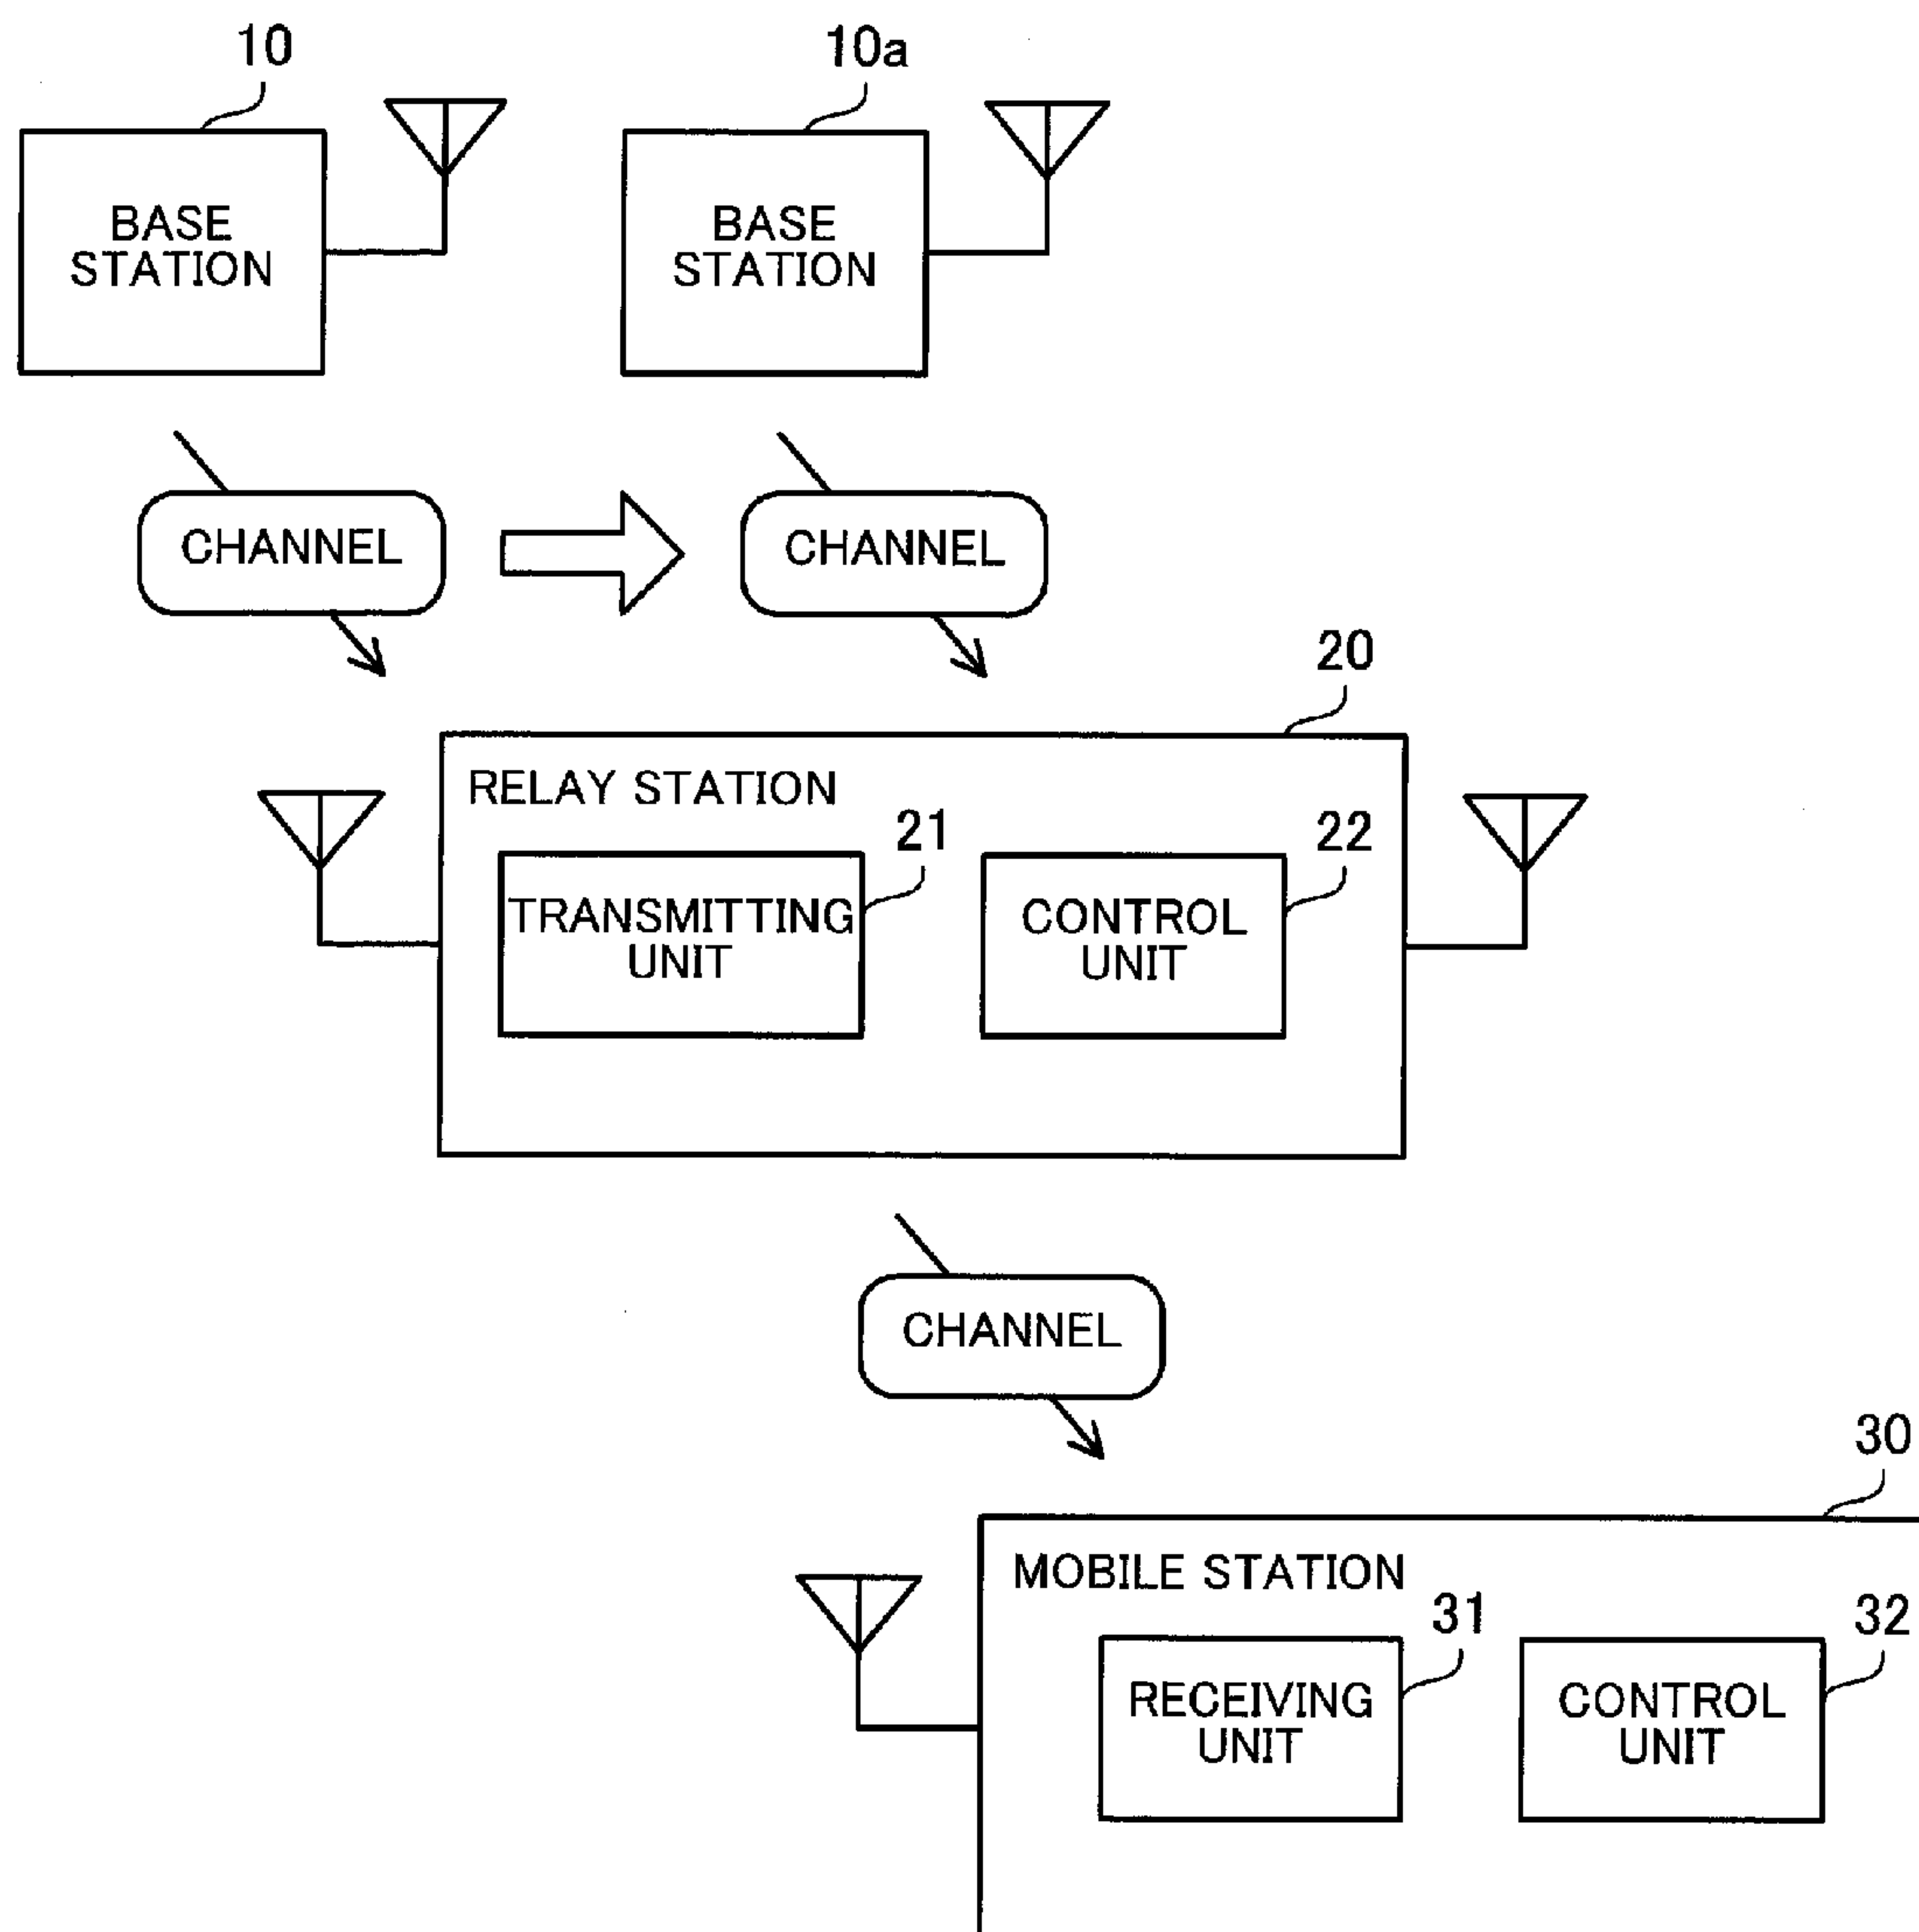 10
10a
BASE
STATION
BASE
STATION
CHANNEL
CHANNEL
20
RELAY STATION
21
22
TRANSMITTING
UNIT
CONTROL
UNIT
CHANNEL
30
MOBILE STATION
31
32
RECEIVING
UNIT
CONTROL
UNIT